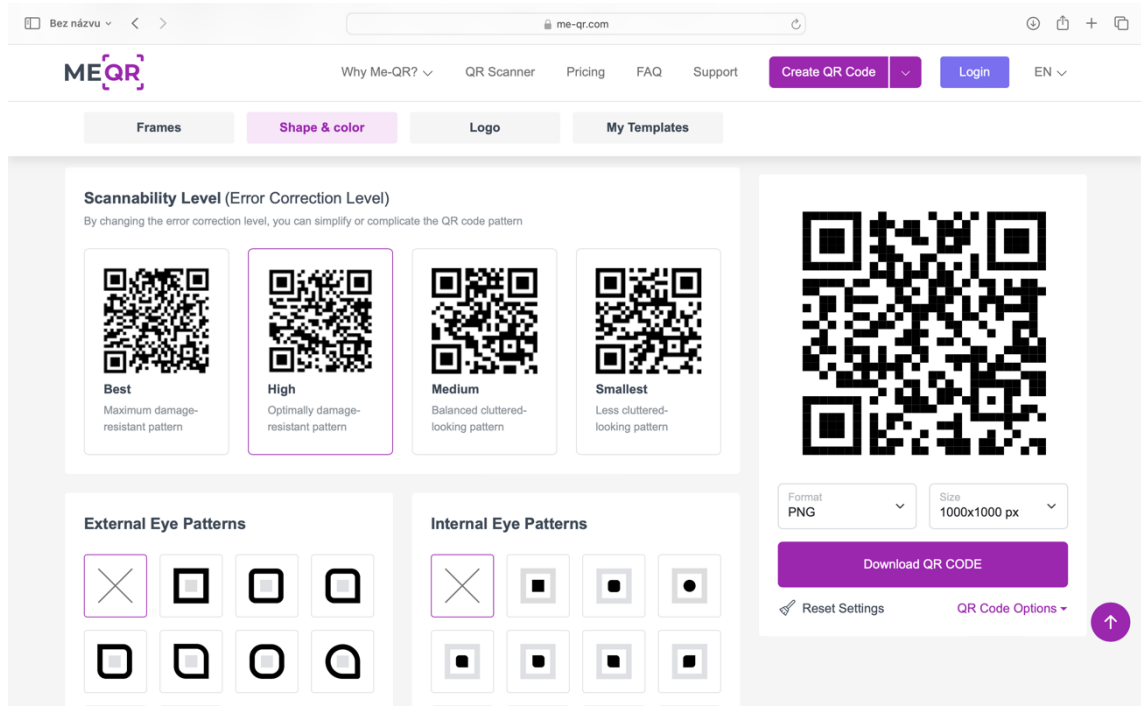 Bez názvu
me-qr.com
MEQR
Why Me-QR?
QR Scanner
Pricing
FAQ
Support
Create QR Code
Login
EN
Frames
Shape & color
Logo
My Templates
Scannability Level (Error Correction Level)
By changing the error correction level, you can simplify or complicate the QR code pattern
Best
Maximum damage-
resistant pattern
High
Optimally damage-
resistant pattern
Medium
Balanced cluttered-
looking pattern
Smallest
Less cluttered-
looking pattern
External Eye Patterns
Internal Eye Patterns
Format
PNG
Size
1000x1000 px
Download QR CODE
Reset Settings
QR Code Options